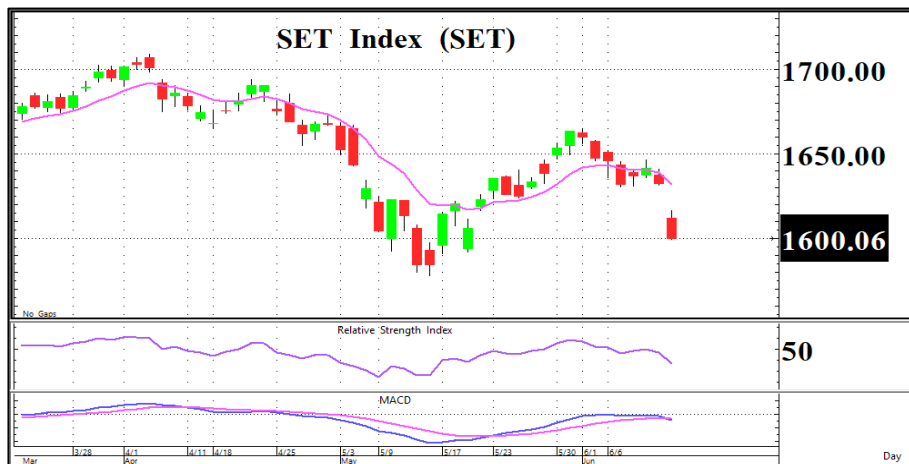 SET Index (SET)
1700.00
1650.00
1600.06
No Gaps
Relative Strength Index
50
MACD
3/28 4/1 4/11 4/18 4/25 5/3 5/9 5/17 5/23 5/30 6/1 6/6
Mar Apr May Jun Day